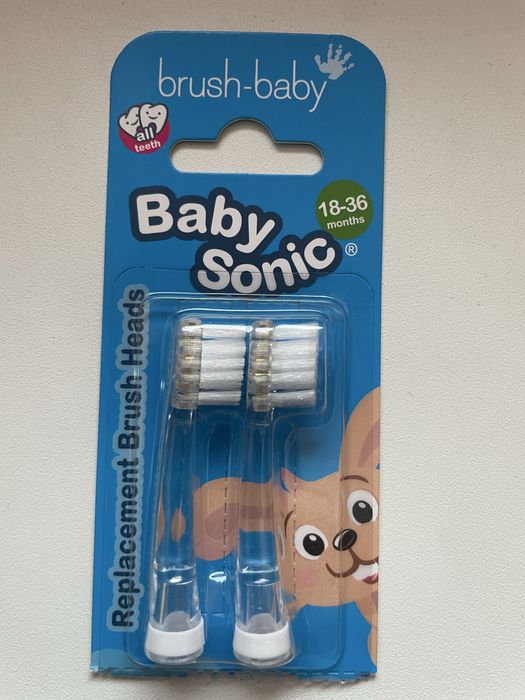 brush-baby
all
teeth
Baby
Sonic®
18-36
months
Replacement Brush Heads